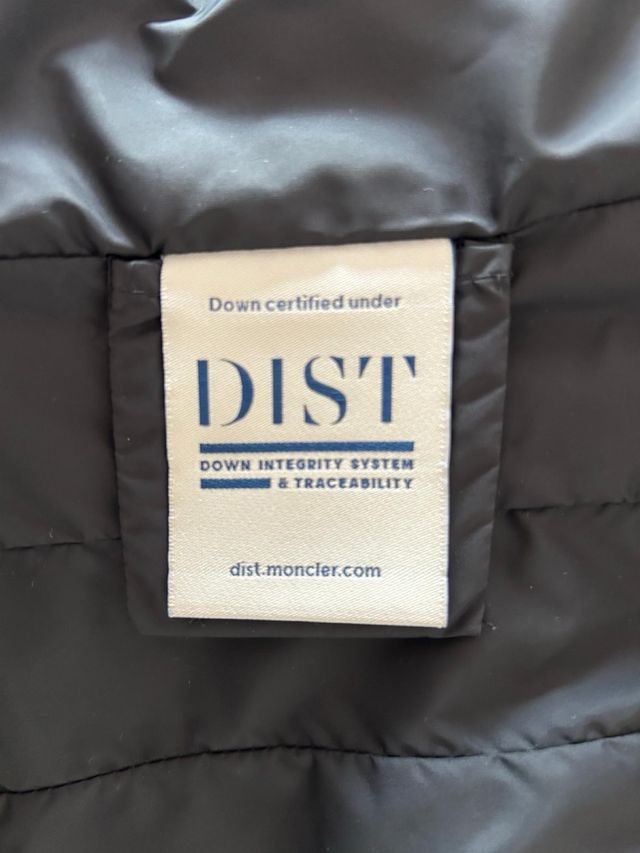 Down certified under
DIST
DOWN INTEGRITY SYSTEM
& TRACEABILITY
dist.moncler.com